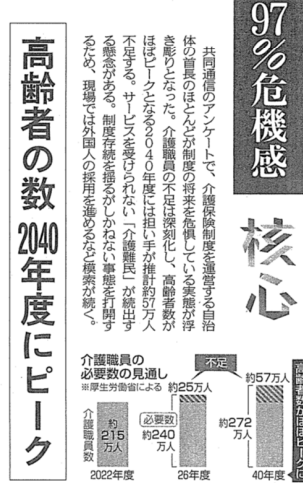 97%危機感
核心
共同通信のアンケートで、介護保険制度を運営する自治
体の首長のほとんどが制度の将来を危惧している実態が浮
き彫りとなった。介護職員の不足は深刻化し、高齢者数が
ほぼピークとなる2040年度には担い手が推計約57万人
不足する。サービスを受けられない「介護難民」が続出す
る懸念がある。制度存続を揺るがしかねない事態を打開す
るため、現場では外国人の採用を進めるなど模索が続く。
高齢者の数 2040年度にピーク
介護職員の
必要数の見通し
※厚生労働省による
不足
約25万人
約57万人
介護職員数
約
215
万人
必要数
約240
万人
約272
万人
2022年度
26年度
40年度
高齢者数がほぼピークに